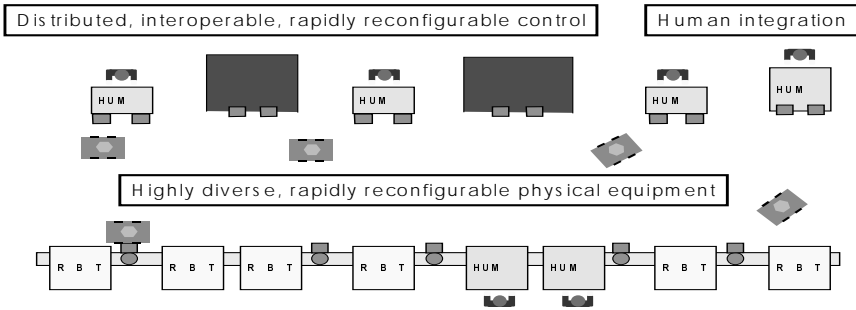 Distributed, interoperable, rapidly reconfigurable control
Human integration
HUM
HUM
HUM
HUM
Highly diverse, rapidly reconfigurable physical equipment
RBT
RBT
RBT
RBT
HUM
HUM
RBT
RBT